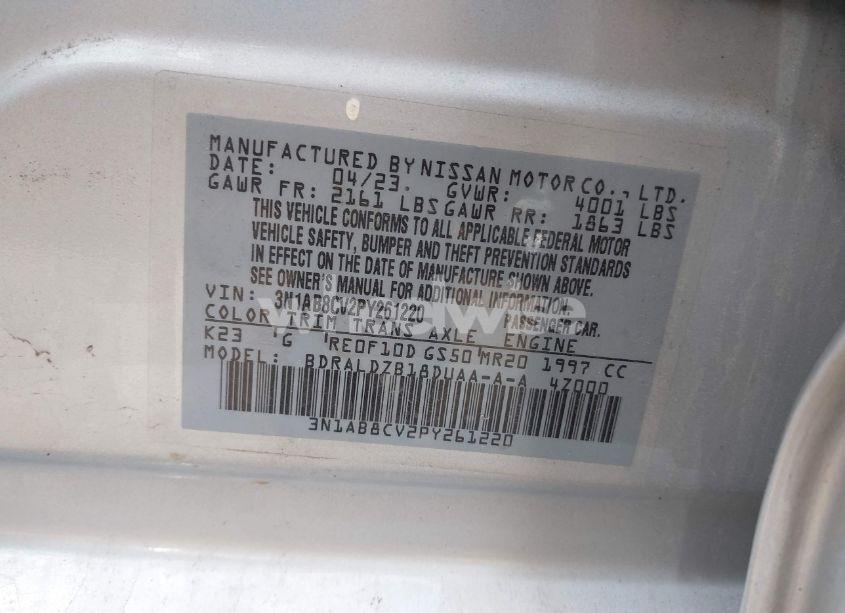 MANUFACTURED BY NISSAN MOTOR CO., LTD.
DATE: 04/23. GVWR: 4001 LBS
GAWR FR: 2161 LBS GAWR RR: 1863 LBS
THIS VEHICLE CONFORMS TO ALL APPLICABLE FEDERAL MOTOR
VEHICLE SAFETY, BUMPER AND THEFT PREVENTION STANDARDS
IN EFFECT ON THE DATE OF MANUFACTURE SHOWN ABOVE.
SEE OWNER'S MANUAL FOR ADDITIONAL INFORMATION.
VIN: 3N1AB8CV2PY261220 PASSENGER CAR.
COLOR TRIM TRANS AXLE ENGINE
K23 G RE0F10D GS50 MR20 1997 CC
MODEL: BDRALDZB18DUAA-A-A 4Z000
3N1AB8CV2PY261220